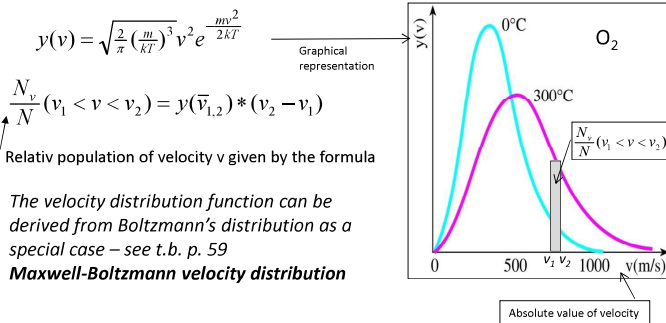 y(v) = √(2/π (m/kT)³) v² e^(mv²/2kT)
Graphical
representation
N_v/N (v₁ < v < v₂) = y(v̅₁,₂) * (v₂ − v₁)
Relativ population of velocity v given by the formula
The velocity distribution function can be
derived from Boltzmann's distribution as a
special case – see t.b. p. 59
Maxwell-Boltzmann velocity distribution
y(v)
0°C
O₂
300°C
N_v/N (v₁ < v < v₂)
v₁ v₂
0 500 1000 v(m/s)
Absolute value of velocity